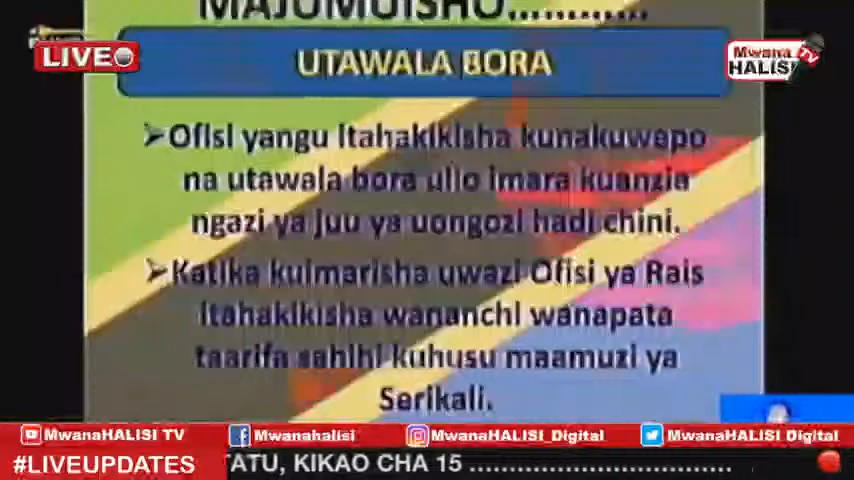 MAJUMUISHO..............
LIVE
UTAWALA BORA
Mwana TV
HALISI
➢Ofisi yangu itahakikisha kunakuwepo
na utawala bora ulio imara kuanzia
ngazi ya juu ya uongozi hadi chini.
➢Katika kuimarisha uwazi Ofisi ya Rais
itahakikisha wananchi wanapata
taarifa sahihi kuhusu maamuzi ya
Serikali.
MwanaHALISI TV Mwanahalisi MwanaHALISI_Digital MwanaHALISI_Digital
#LIVEUPDATES TATU, KIKAO CHA 15 ................................